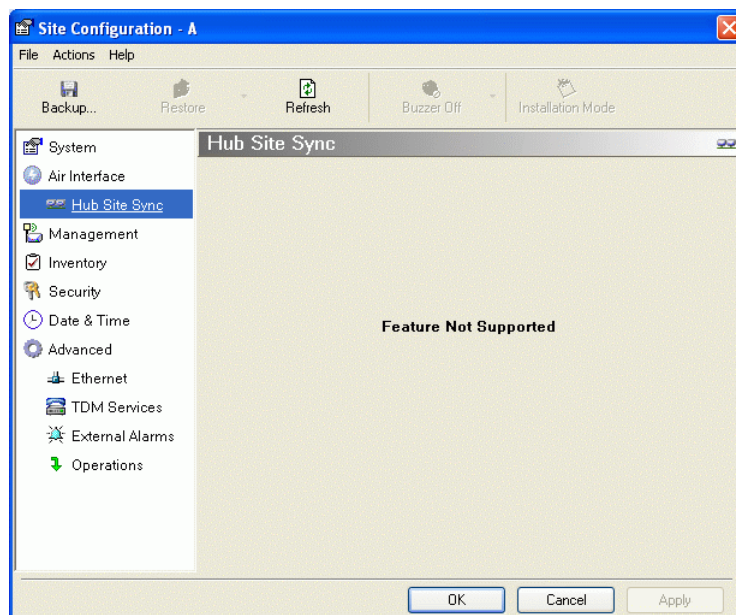 Site Configuration - A
File Actions Help
Backup... Restore Refresh Buzzer Off Installation Mode
System
Hub Site Sync
Air Interface
Hub Site Sync
Management
Inventory
Security
Date & Time
Feature Not Supported
Advanced
Ethernet
TDM Services
External Alarms
Operations
OK Cancel Apply